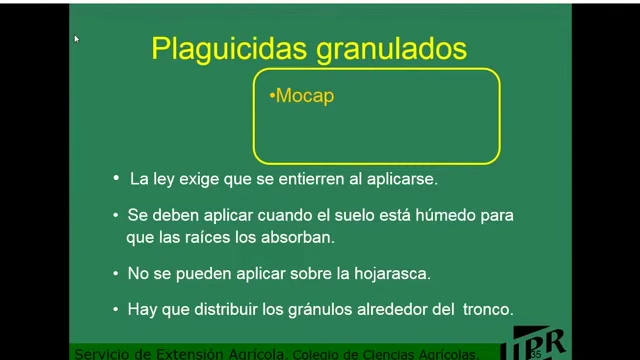 Plaguicidas granulados
•Mocap
• La ley exige que se entierren al aplicarse.
• Se deben aplicar cuando el suelo está húmedo para
que las raíces los absorban.
• No se pueden aplicar sobre la hojarasca.
• Hay que distribuir los gránulos alrededor del tronco.
Servicio de Extensión Agrícola, Colegio de Ciencias Agrícolas,
UPR
35